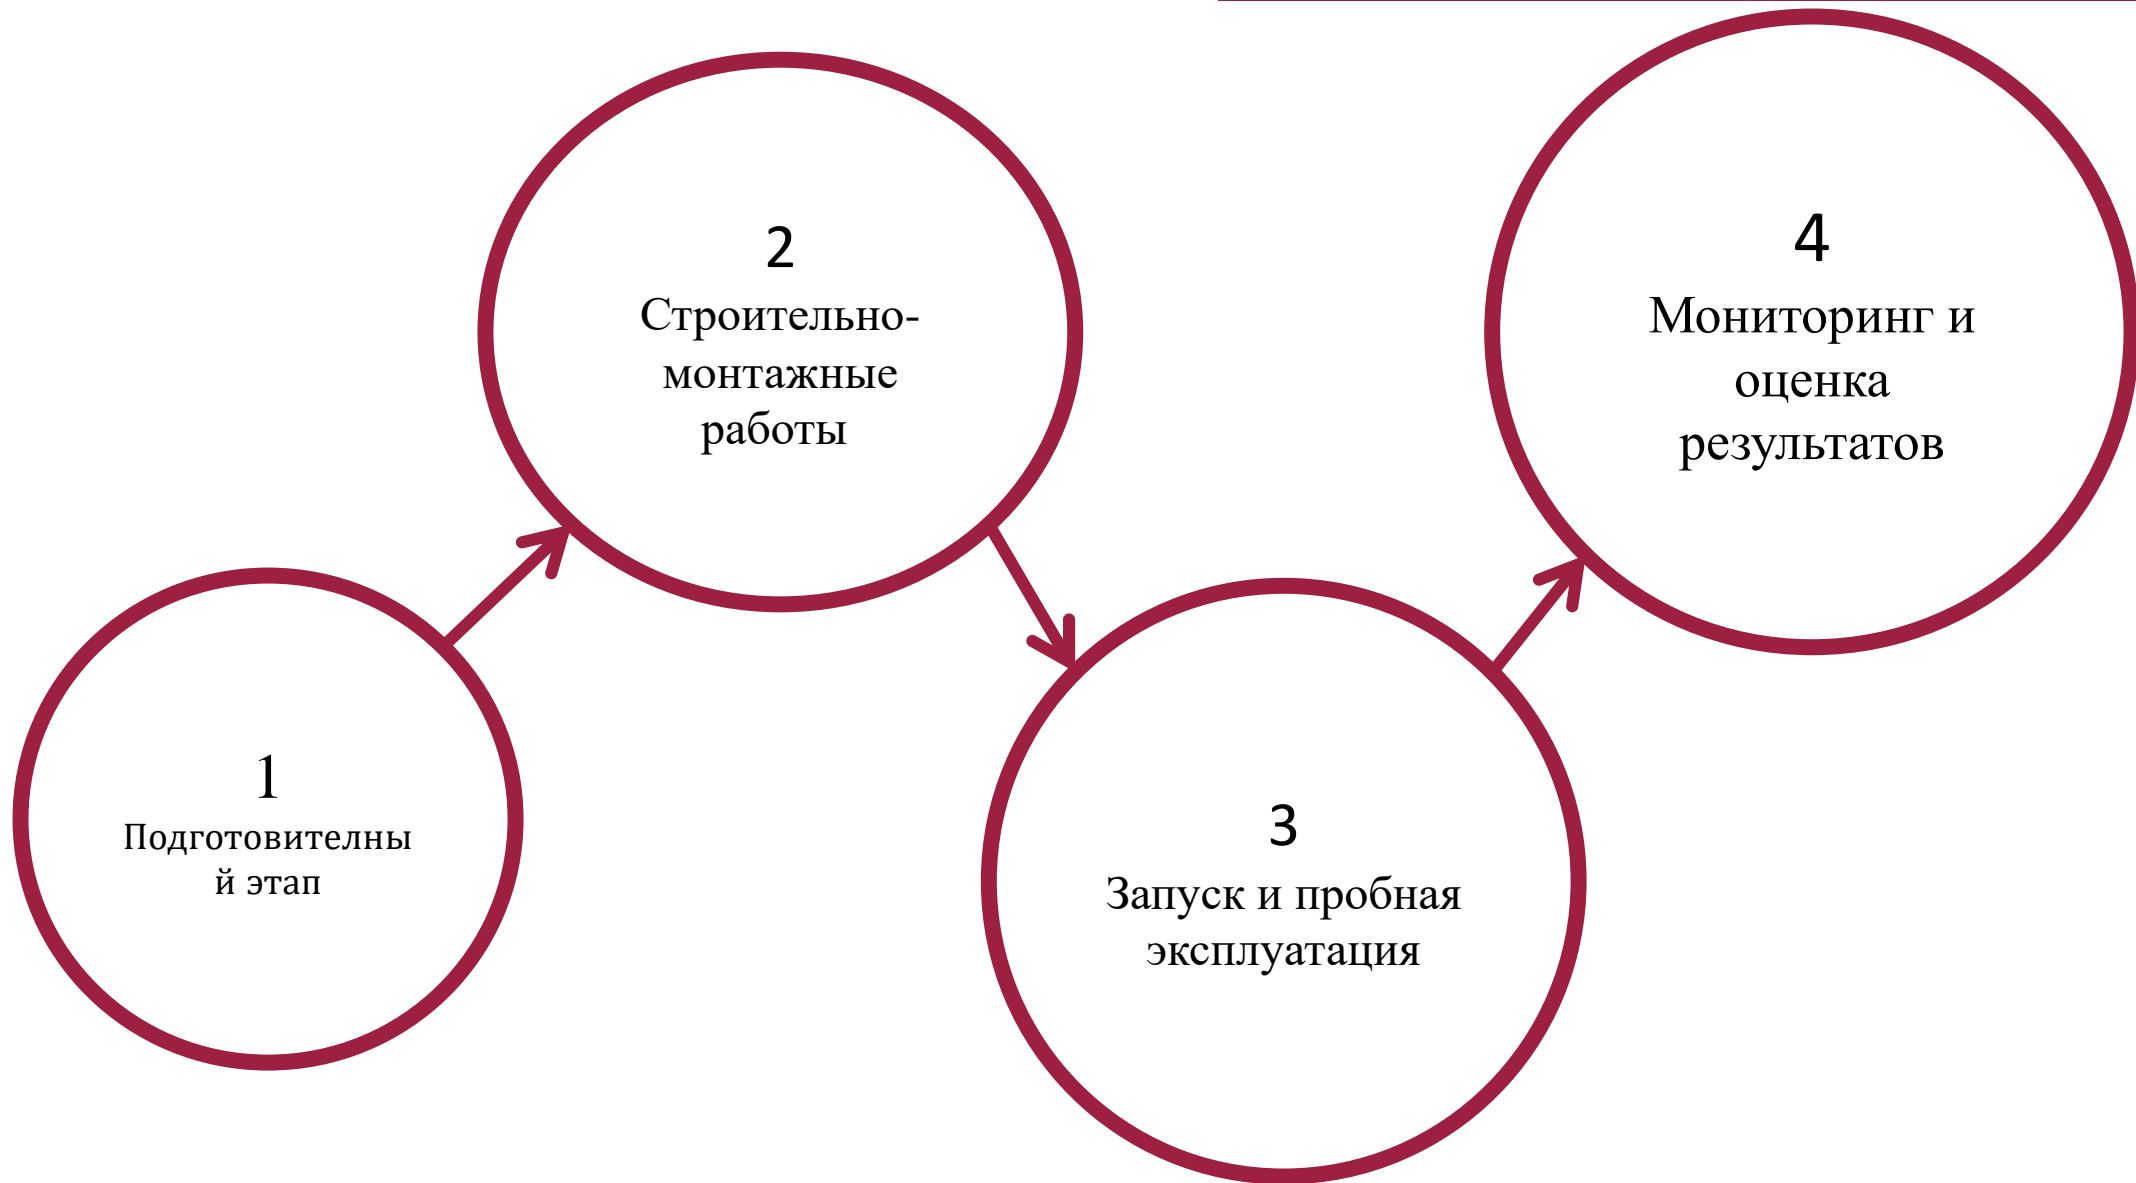 1
Подготовителны
й этап
2
Строительно-
монтажные
работы
3
Запуск и пробная
эксплуатация
4
Мониторинг и
оценка
результатов